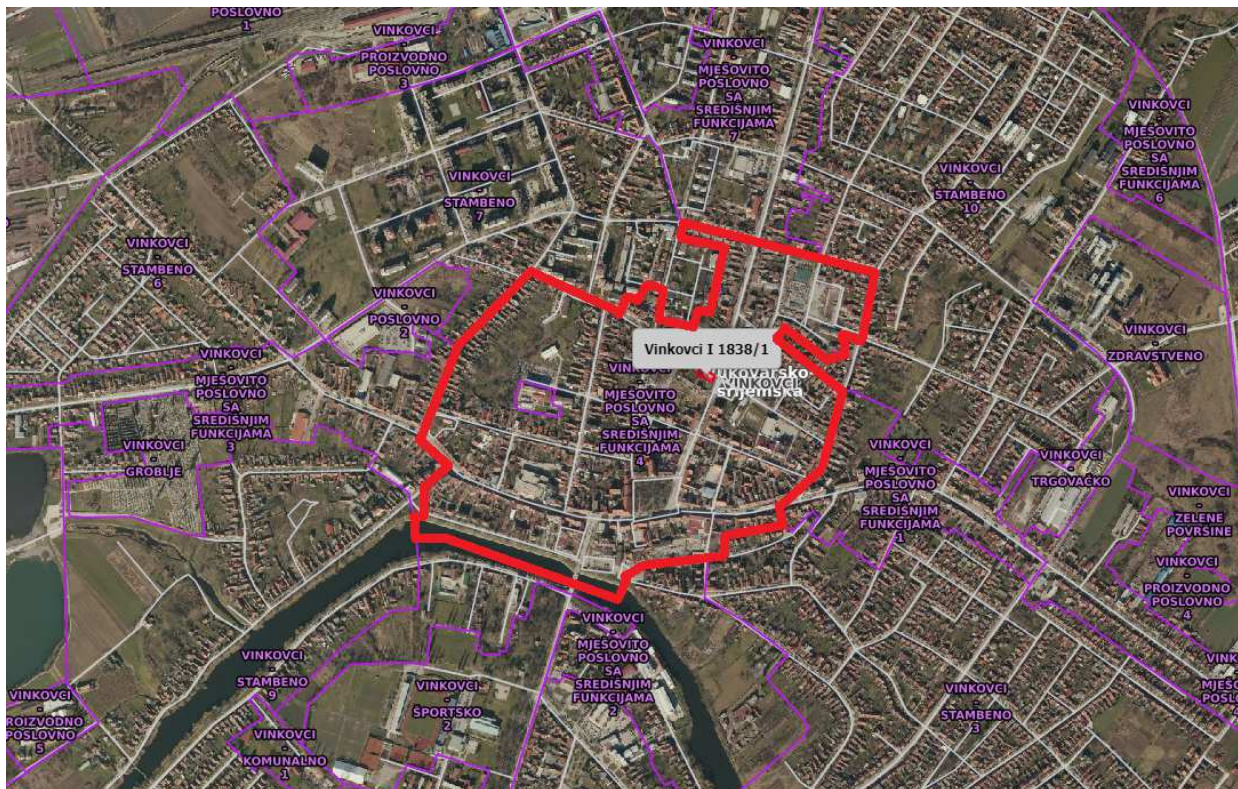 POSLOVNO
1
VINKOVCI
-
PROIZVODNO
POSLOVNO
3
VINKOVCI
-
MJEŠOVITO
POSLOVNO
SA
SREDIŠNJIM
FUNKCIJAMA
7
VINKOVCI
-
MJEŠOVITO
POSLOVNO
SA
SREDIŠNJIM
FUNKCIJAMA
6
VINKOVCI
-
STAMBENO
7
VINKOVCI
-
STAMBENO
10
VINKOVCI
-
STAMBENO
6
VINKOVCI
-
POSLOVNO
2
Vinkovci I 1838/1
VINKOVCI
-
ZDRAVSTVENO
VINKOVCI
-
MJEŠOVITO
POSLOVNO
SA
SREDIŠNJIM
FUNKCIJAMA
3
MJEŠOVITO
POSLOVNO
SA
SREDIŠNJIM
FUNKCIJAMA
4
VINKOVCI
srijemska
VINKOVCI
-
GROBLJE
VINKOVCI
-
MJEŠOVITO
POSLOVNO
SA
SREDIŠNJIM
FUNKCIJAMA
1
VINKOVCI
-
TRGOVAČKO
VINKOVCI
-
ZELENE
POVRŠINE
VINKOVCI
-
PROIZVODNO
POSLOVNO
4
VINKOVCI
-
MJEŠOVITO
POSLOVNO
SA
SREDIŠNJIM
FUNKCIJAMA
2
VINKOVCI
-
STAMBENO
9
VINKOVCI
-
ŠPORTSKO
2
VINKOVCI
-
STAMBENO
3
VINKOVCI
-
KOMUNALNO
1
VINKOVCI
-
POSLOVNO
5